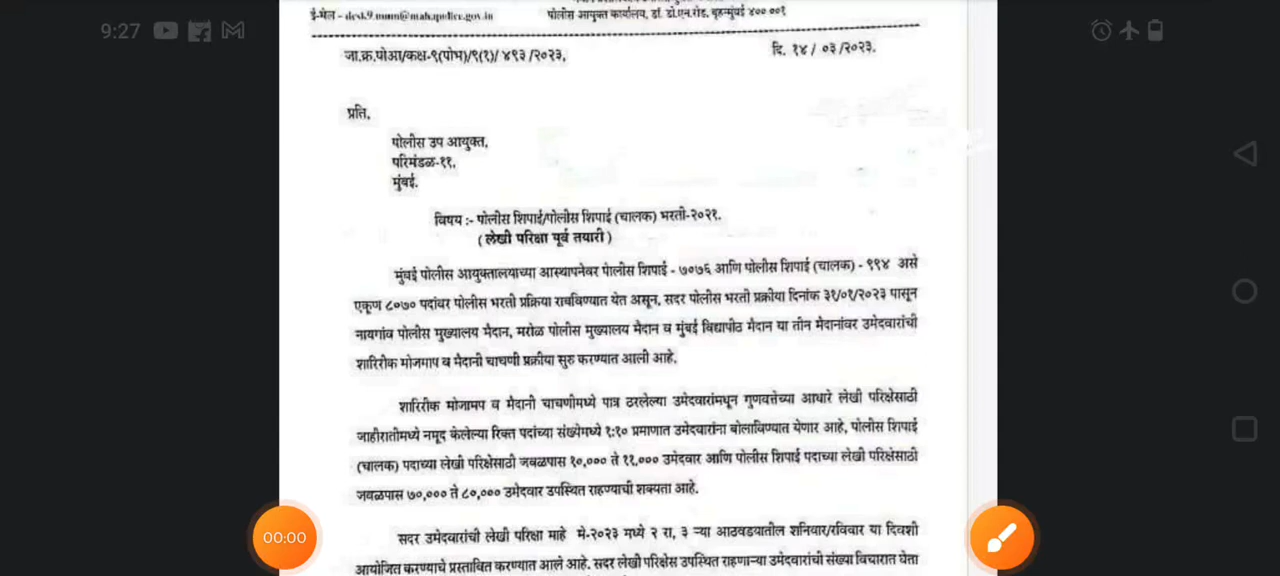 9:27
ई-मेल - desk9.mum@mahapolice.gov.in
पोलीस आयुक्त कार्यालय, डॉ. डी.एन.रोड, बृहन्मुंबई ४०० ००१
जा.क्र.पोआ/कक्ष-९(पोभ)/९(१)/ ४९३ /२०२३,
दि. १४ / ०३ /२०२३.
प्रति,
पोलीस उप आयुक्त,
परिमंडळ-११,
मुंबई.
विषय :- पोलीस शिपाई/पोलीस शिपाई (चालक) भरती-२०२१.
( लेखी परिक्षा पूर्व तयारी )
मुंबई पोलीस आयुक्तालयाच्या आस्थापनेवर पोलीस शिपाई - ७०७६ आणि पोलीस शिपाई (चालक) - ९९४ असे
एकूण ८०७० पदांवर पोलीस भरती प्रक्रिया राबविण्यात येत असून, सदर पोलीस भरती प्रक्रीया दिनांक ३१/०१/२०२३ पासून
नायगांव पोलीस मुख्यालय मैदान, मरोळ पोलीस मुख्यालय मैदान व मुंबई विद्यापीठ मैदान या तीन मैदानांवर उमेदवारांची
शारिरीक मोजमाप व मैदानी चाचणी प्रक्रीया सुरु करण्यात आली आहे.
शारिरीक मोजामप व मैदानी चाचणीमध्ये पात्र ठरलेल्या उमेदवारांमधून गुणवत्तेच्या आधारे लेखी परिक्षेसाठी
जाहीरातीमध्ये नमूद केलेल्या रिक्त पदांच्या संख्येमध्ये १:१० प्रमाणात उमेदवारांना बोलाविण्यात येणार आहे, पोलीस शिपाई
(चालक) पदाच्या लेखी परिक्षेसाठी जवळपास १०,००० ते ११,००० उमेदवार आणि पोलीस शिपाई पदाच्या लेखी परिक्षेसाठी
जवळपास ७०,००० ते ८०,००० उमेदवार उपस्थित राहण्याची शक्यता आहे.
सदर उमेदवारांची लेखी परिक्षा माहे मे-२०२३ मध्ये २ रा, ३ ऱ्या आठवडयातील शनिवार/रविवार या दिवशी
आयोजित करण्याचे प्रस्तावित करण्यात आले आहे. सदर लेखी परिक्षेस उपस्थित राहणाऱ्या उमेदवारांची संख्या विचारात घेता
00:00